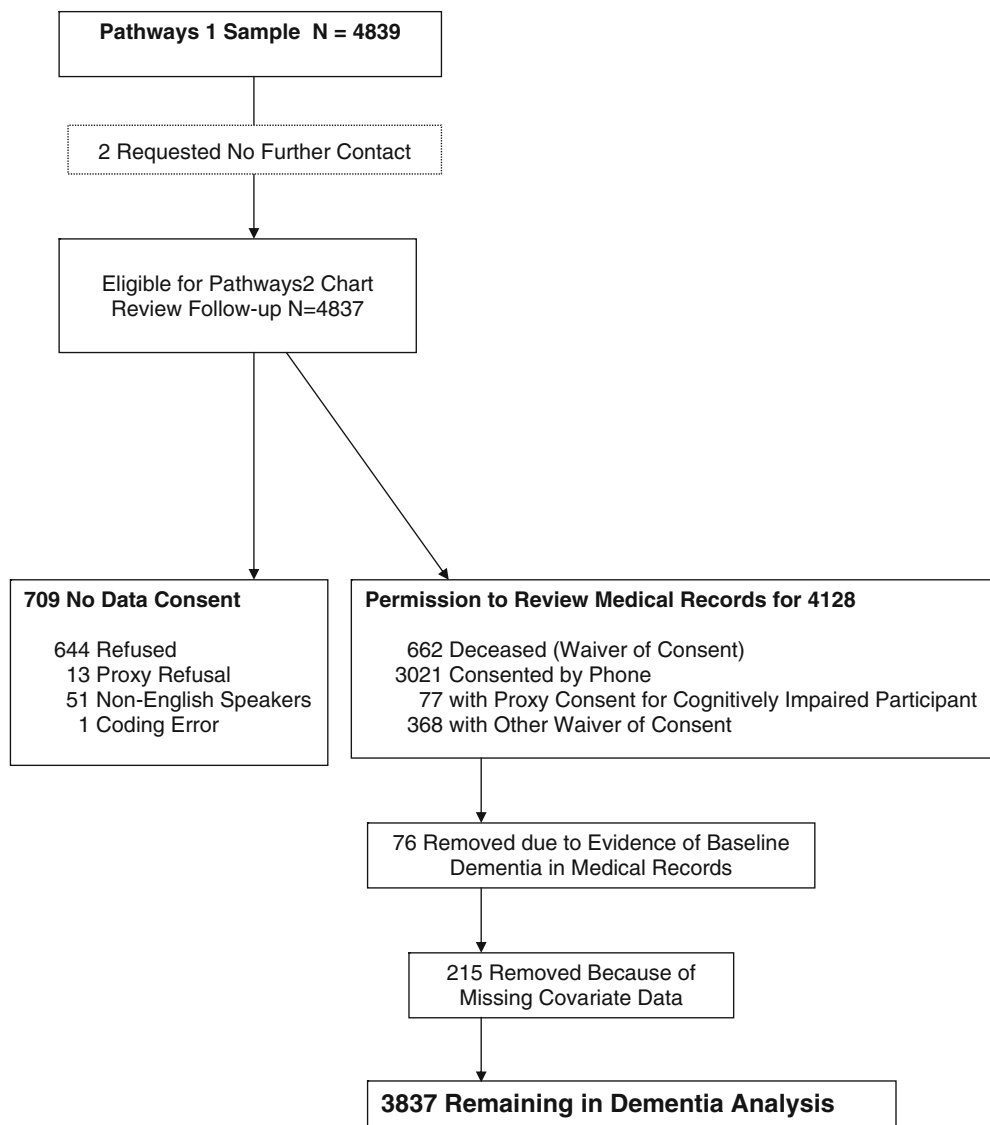 Pathways 1 Sample N = 4839
2 Requested No Further Contact
Eligible for Pathways2 Chart
Review Follow-up N=4837
709 No Data Consent
644 Refused
13 Proxy Refusal
51 Non-English Speakers
1 Coding Error
Permission to Review Medical Records for 4128
662 Deceased (Waiver of Consent)
3021 Consented by Phone
77 with Proxy Consent for Cognitively Impaired Participant
368 with Other Waiver of Consent
76 Removed due to Evidence of Baseline
Dementia in Medical Records
215 Removed Because of
Missing Covariate Data
3837 Remaining in Dementia Analysis